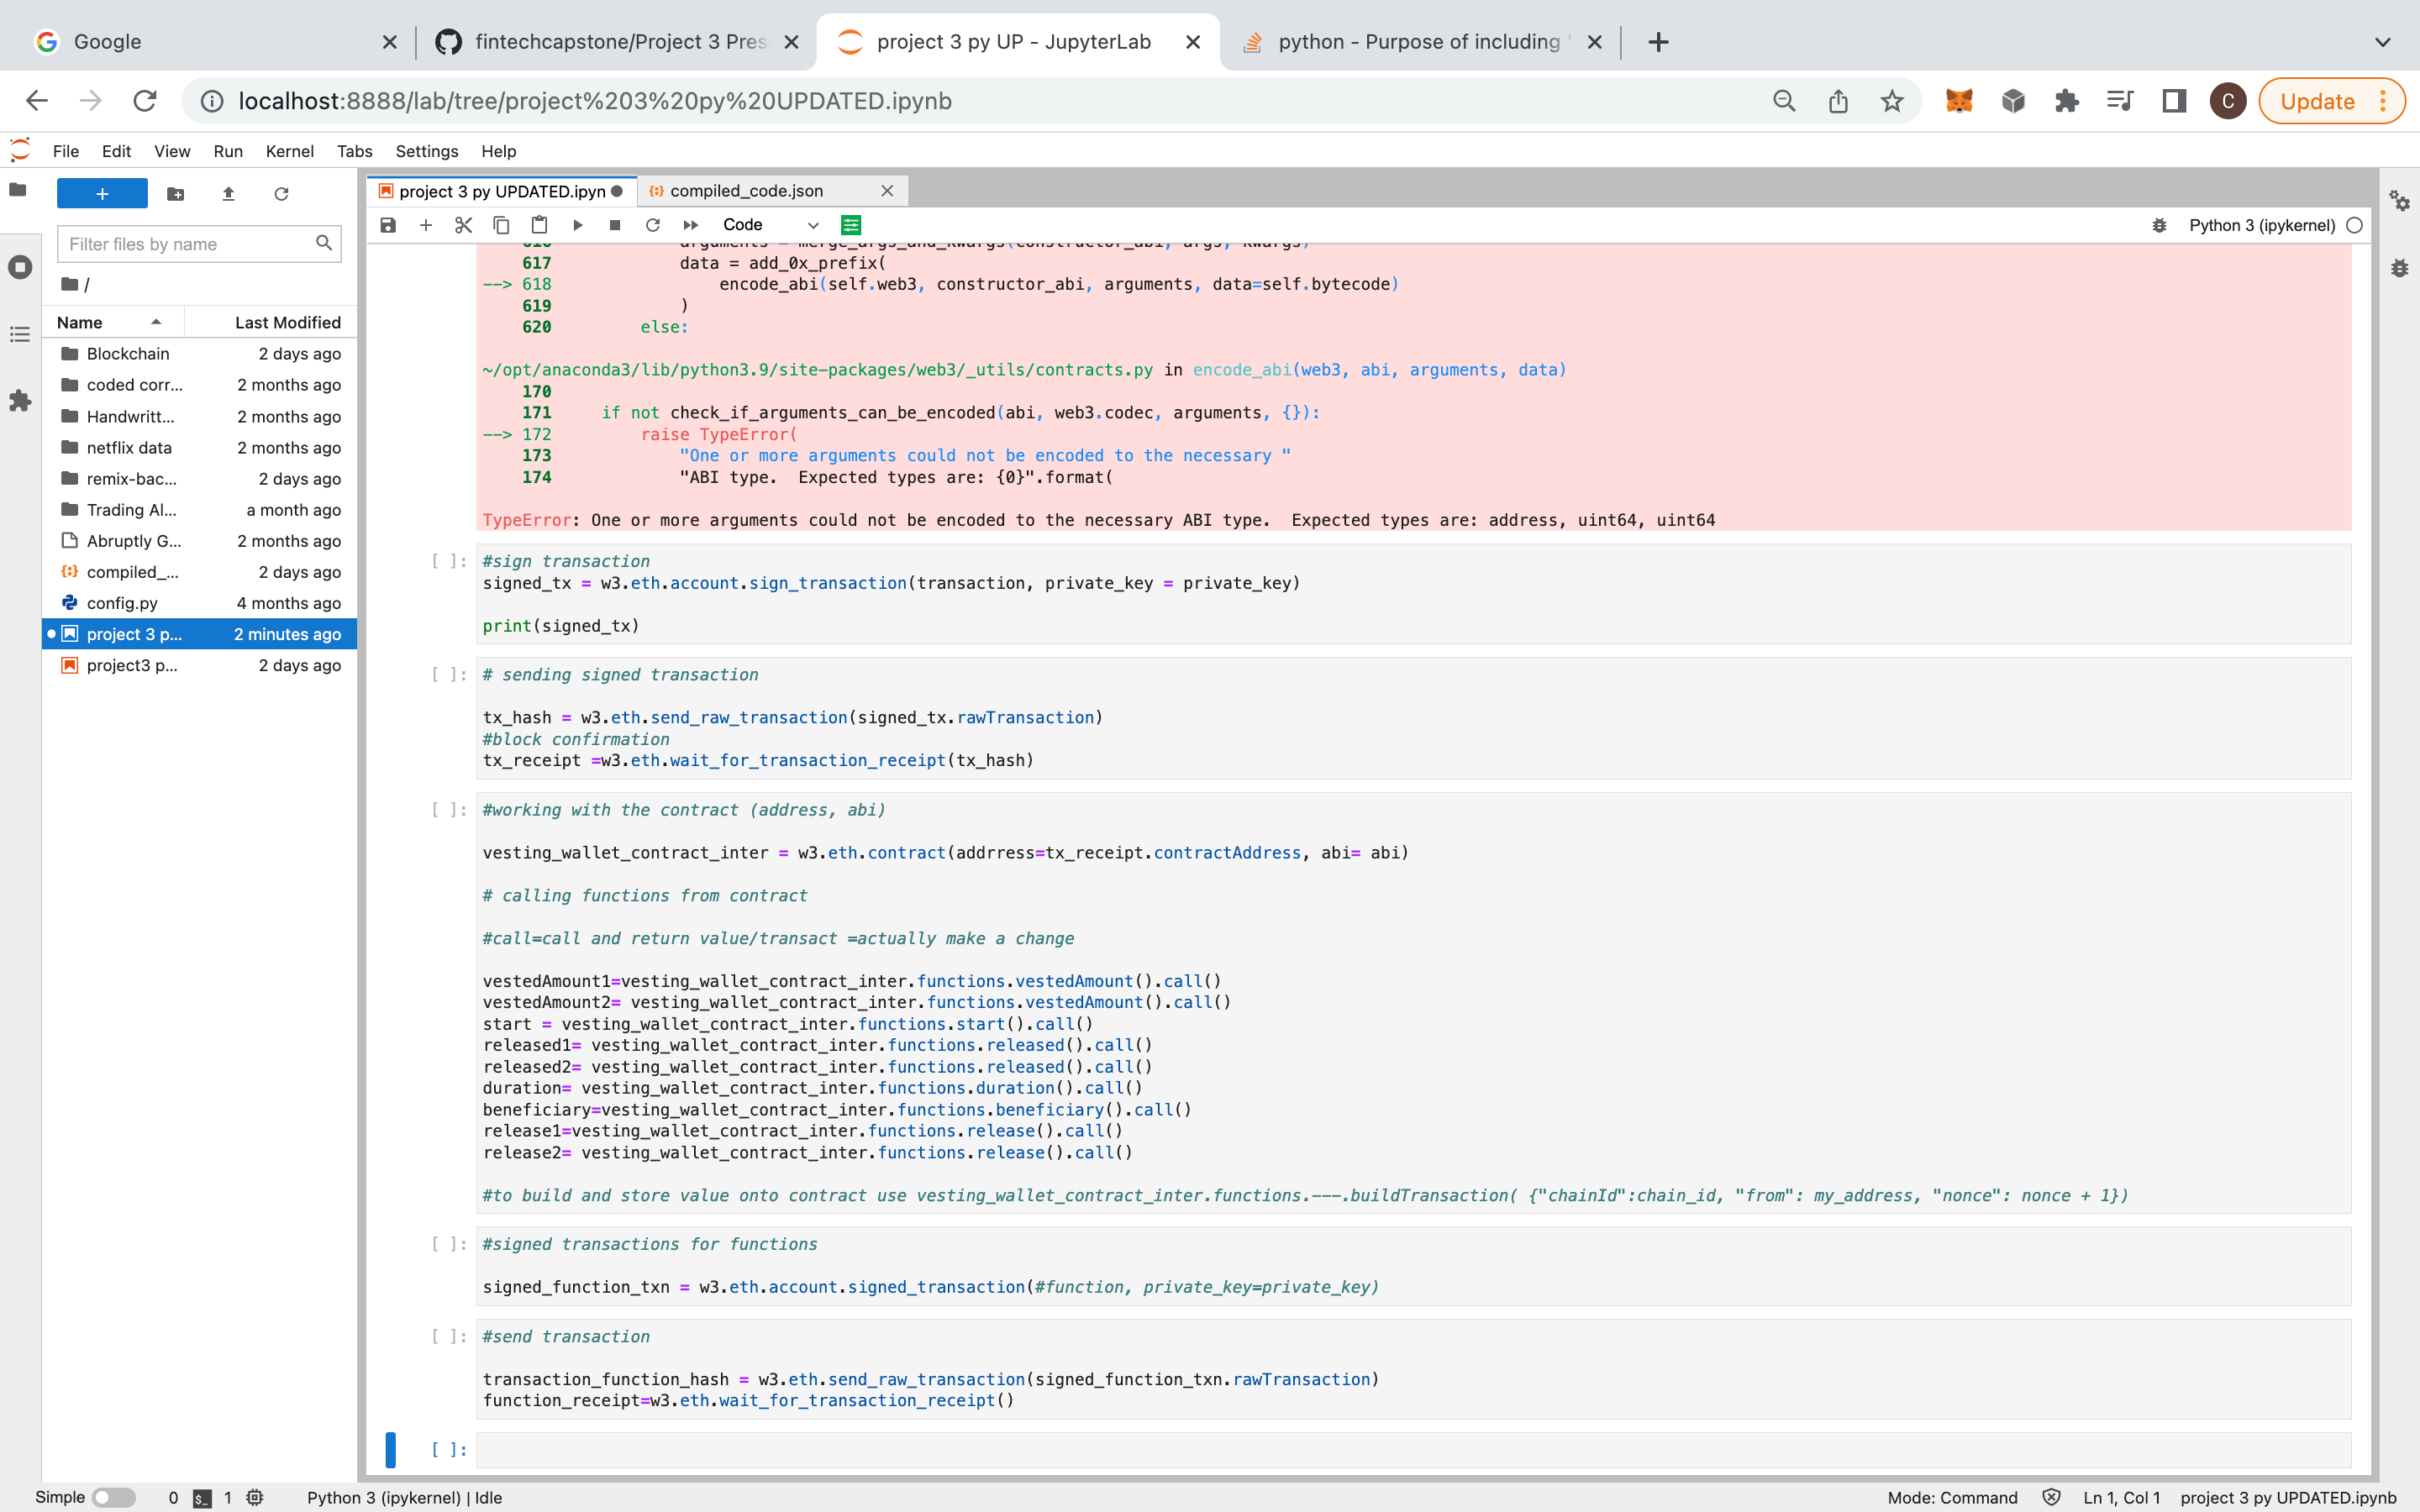 Google
fintechcapstone/Project 3 Pres
project 3 py UP - JupyterLab
python - Purpose of including '
localhost:8888/lab/tree/project%203%20py%20UPDATED.ipynb
C
Update
File Edit View Run Kernel Tabs Settings Help
project 3 py UPDATED.ipyn
compiled_code.json
Code
Python 3 (ipykernel)
Filter files by name
/
Name Last Modified
Blockchain 2 days ago
coded corr... 2 months ago
Handwritt... 2 months ago
netflix data 2 months ago
remix-bac... 2 days ago
Trading Al... a month ago
Abruptly G... 2 months ago
compiled_... 2 days ago
config.py 4 months ago
project 3 p... 2 minutes ago
project3 p... 2 days ago
616 arguments = merge_args_and_kwargs(constructor_abi, args, kwargs)
617 data = add_0x_prefix(
--> 618 encode_abi(self.web3, constructor_abi, arguments, data=self.bytecode)
619 )
620 else:
~/opt/anaconda3/lib/python3.9/site-packages/web3/_utils/contracts.py in encode_abi(web3, abi, arguments, data)
170
171 if not check_if_arguments_can_be_encoded(abi, web3.codec, arguments, {}):
--> 172 raise TypeError(
173 "One or more arguments could not be encoded to the necessary "
174 "ABI type.  Expected types are: {0}".format(
TypeError: One or more arguments could not be encoded to the necessary ABI type.  Expected types are: address, uint64, uint64
[ ]: #sign transaction
signed_tx = w3.eth.account.sign_transaction(transaction, private_key = private_key)
print(signed_tx)
[ ]: # sending signed transaction
tx_hash = w3.eth.send_raw_transaction(signed_tx.rawTransaction)
#block confirmation
tx_receipt =w3.eth.wait_for_transaction_receipt(tx_hash)
[ ]: #working with the contract (address, abi)
vesting_wallet_contract_inter = w3.eth.contract(addrress=tx_receipt.contractAddress, abi= abi)
# calling functions from contract
#call=call and return value/transact =actually make a change
vestedAmount1=vesting_wallet_contract_inter.functions.vestedAmount().call()
vestedAmount2= vesting_wallet_contract_inter.functions.vestedAmount().call()
start = vesting_wallet_contract_inter.functions.start().call()
released1= vesting_wallet_contract_inter.functions.released().call()
released2= vesting_wallet_contract_inter.functions.released().call()
duration= vesting_wallet_contract_inter.functions.duration().call()
beneficiary=vesting_wallet_contract_inter.functions.beneficiary().call()
release1=vesting_wallet_contract_inter.functions.release().call()
release2= vesting_wallet_contract_inter.functions.release().call()
#to build and store value onto contract use vesting_wallet_contract_inter.functions.---.buildTransaction( {"chainId":chain_id, "from": my_address, "nonce": nonce + 1})
[ ]: #signed transactions for functions
signed_function_txn = w3.eth.account.signed_transaction(#function, private_key=private_key)
[ ]: #send transaction
transaction_function_hash = w3.eth.send_raw_transaction(signed_function_txn.rawTransaction)
function_receipt=w3.eth.wait_for_transaction_receipt()
[ ]:
Simple 0 $_ 1 Python 3 (ipykernel) | Idle
Mode: Command Ln 1, Col 1 project 3 py UPDATED.ipynb